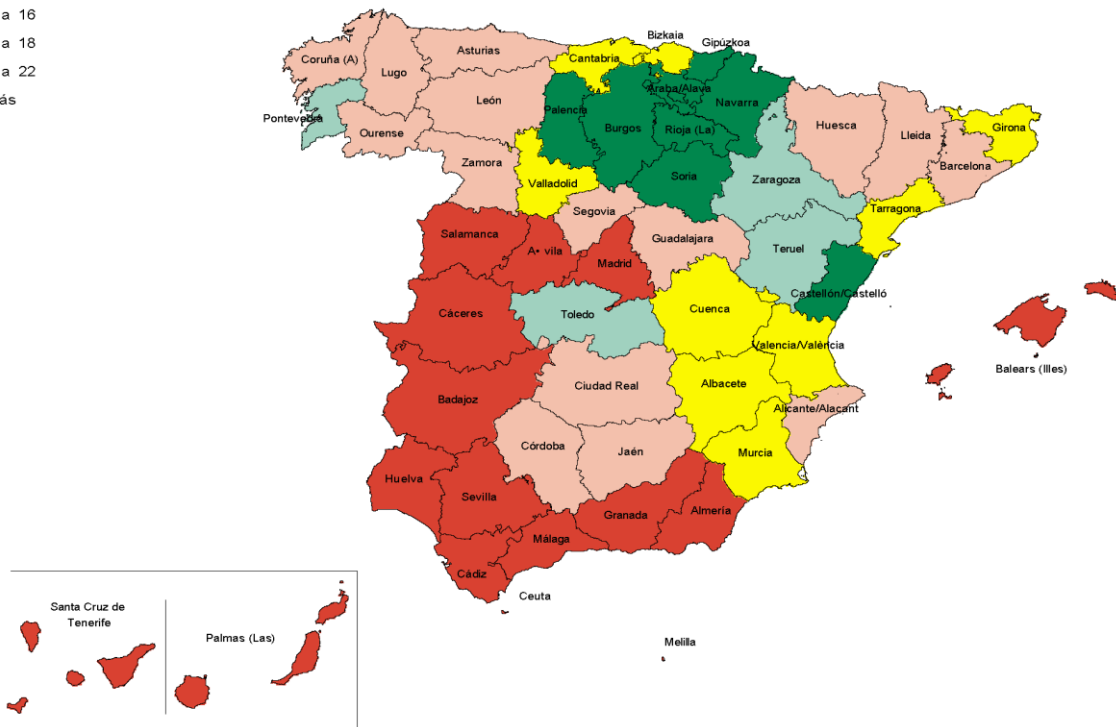 a 16
a 18
a 22
ás
Bizkaia
Gipúzkoa
Coruña (A)
Asturias
Cantabria
Lugo
León
Palencia
Araba/Alava
Navarra
Pontevedra
Ourense
Burgos
Rioja (La)
Huesca
Lleida
Girona
Barcelona
Zamora
Valladolid
Soria
Zaragoza
Segovia
Tarragona
Salamanca
Guadalajara
Teruel
A• vila
Madrid
Castellón/Castelló
Cáceres
Toledo
Cuenca
Valencia/València
Balears (Illes)
Ciudad Real
Albacete
Badajoz
Alicante/Alacant
Córdoba
Jaén
Murcia
Huelva
Sevilla
Granada
Almería
Málaga
Cádiz
Ceuta
Santa Cruz de
Tenerife
Palmas (Las)
Melilla